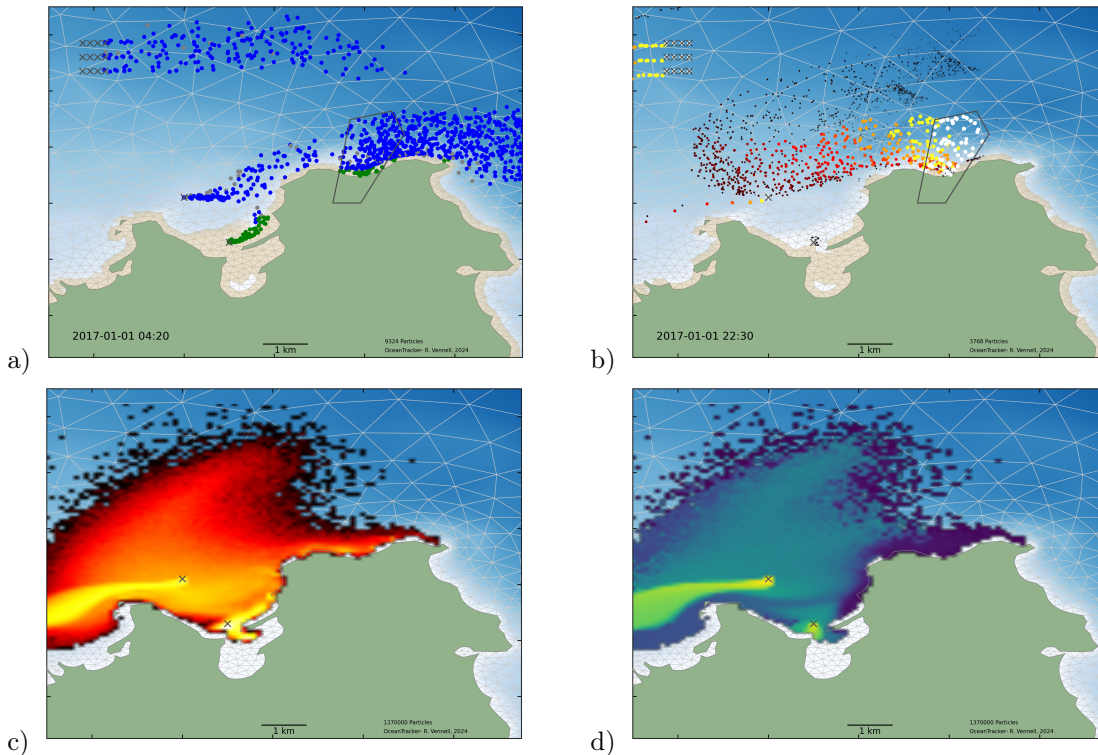 2017-01-01 04:20
1 km
9324 Particles
OceanTracker- R. Vennell, 2024
a)
2017-01-01 22:30
1 km
3768 Particles
OceanTracker- R. Vennell, 2024
b)
1 km
1370000 Particles
OceanTracker- R. Vennell, 2024
c)
1 km
1370000 Particles
OceanTracker- R. Vennell, 2024
d)